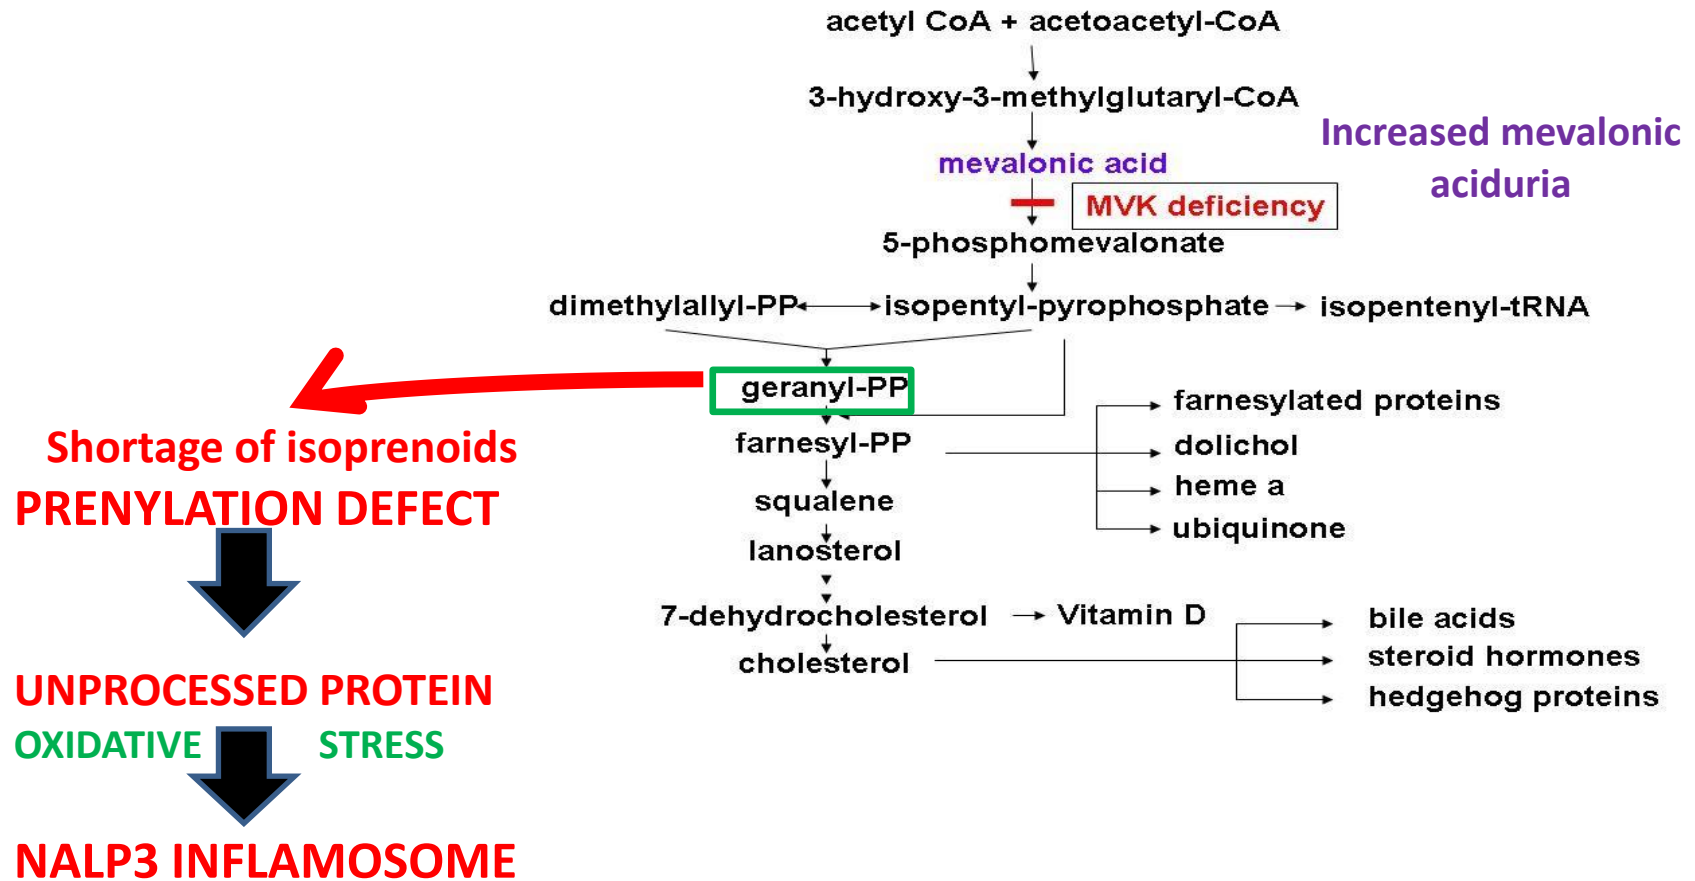 acetyl CoA + acetoacetyl-CoA
3-hydroxy-3-methylglutaryl-CoA
Increased mevalonic
aciduria
mevalonic acid
MVK deficiency
5-phosphomevalonate
dimethylallyl-PP
isopentyl-pyrophosphate
isopentenyl-tRNA
geranyl-PP
farnesyl-PP
farnesylated proteins
dolichol
heme a
ubiquinone
squalene
lanosterol
7-dehydrocholesterol
Vitamin D
cholesterol
bile acids
steroid hormones
hedgehog proteins
Shortage of isoprenoids
PRENYLATION DEFECT
UNPROCESSED PROTEIN
OXIDATIVE STRESS
NALP3 INFLAMOSOME